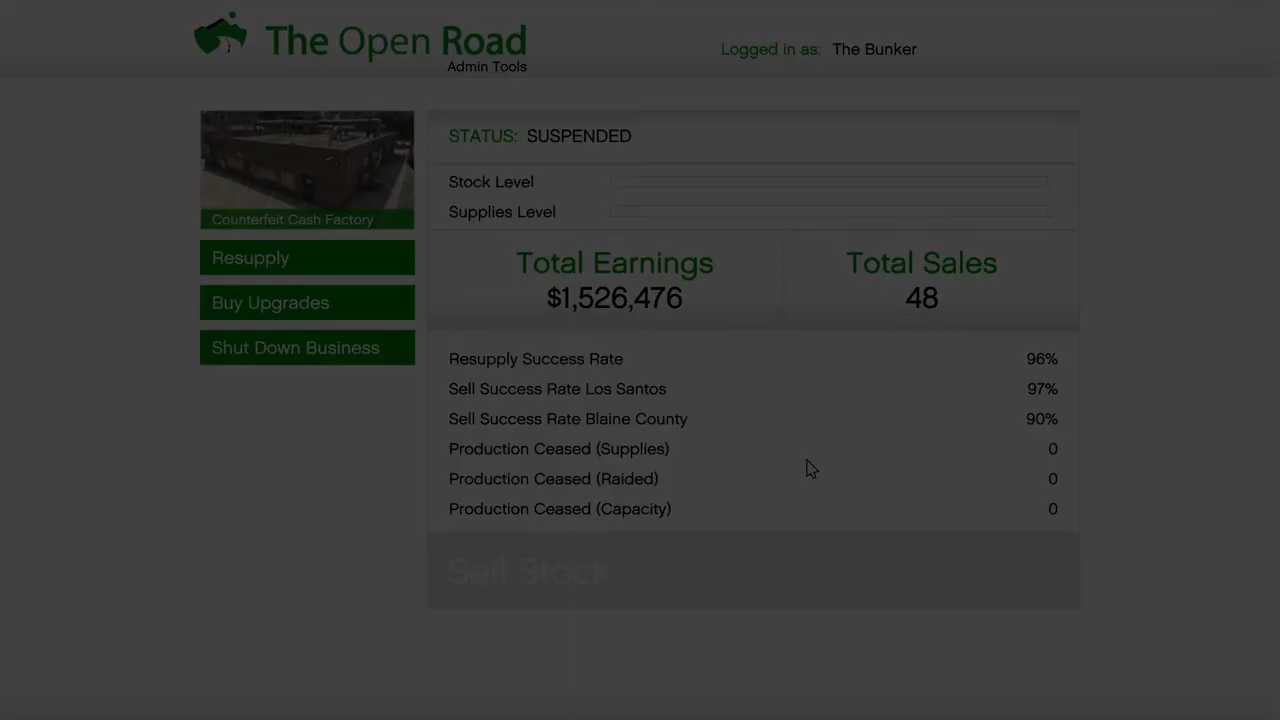 The Open Road
Admin Tools
Logged in as: The Bunker
Counterfeit Cash Factory
Resupply
Buy Upgrades
Shut Down Business
STATUS: SUSPENDED
Stock Level
Supplies Level
Total Earnings
$1,526,476
Total Sales
48
Resupply Success Rate 96%
Sell Success Rate Los Santos 97%
Sell Success Rate Blaine County 90%
Production Ceased (Supplies) 0
Production Ceased (Raided) 0
Production Ceased (Capacity) 0
Sell Stock